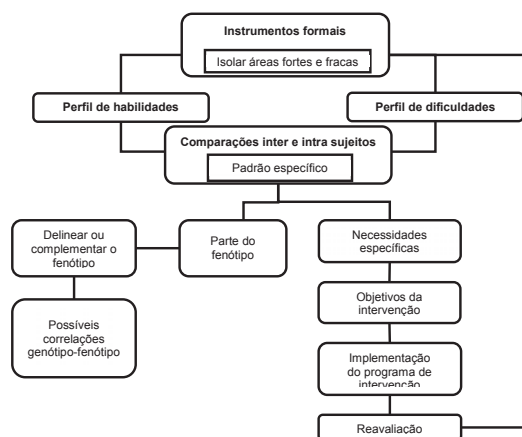 Instrumentos formais
Isolar áreas fortes e fracas
Perfil de habilidades
Perfil de dificuldades
Comparações inter e intra sujeitos
Padrão específico
Delinear ou
complementar o
fenótipo
Parte do
fenótipo
Necessidades
específicas
Possíveis
correlações
genótipo-fenótipo
Objetivos da
intervenção
Implementação
do programa de
intervenção
Reavaliação